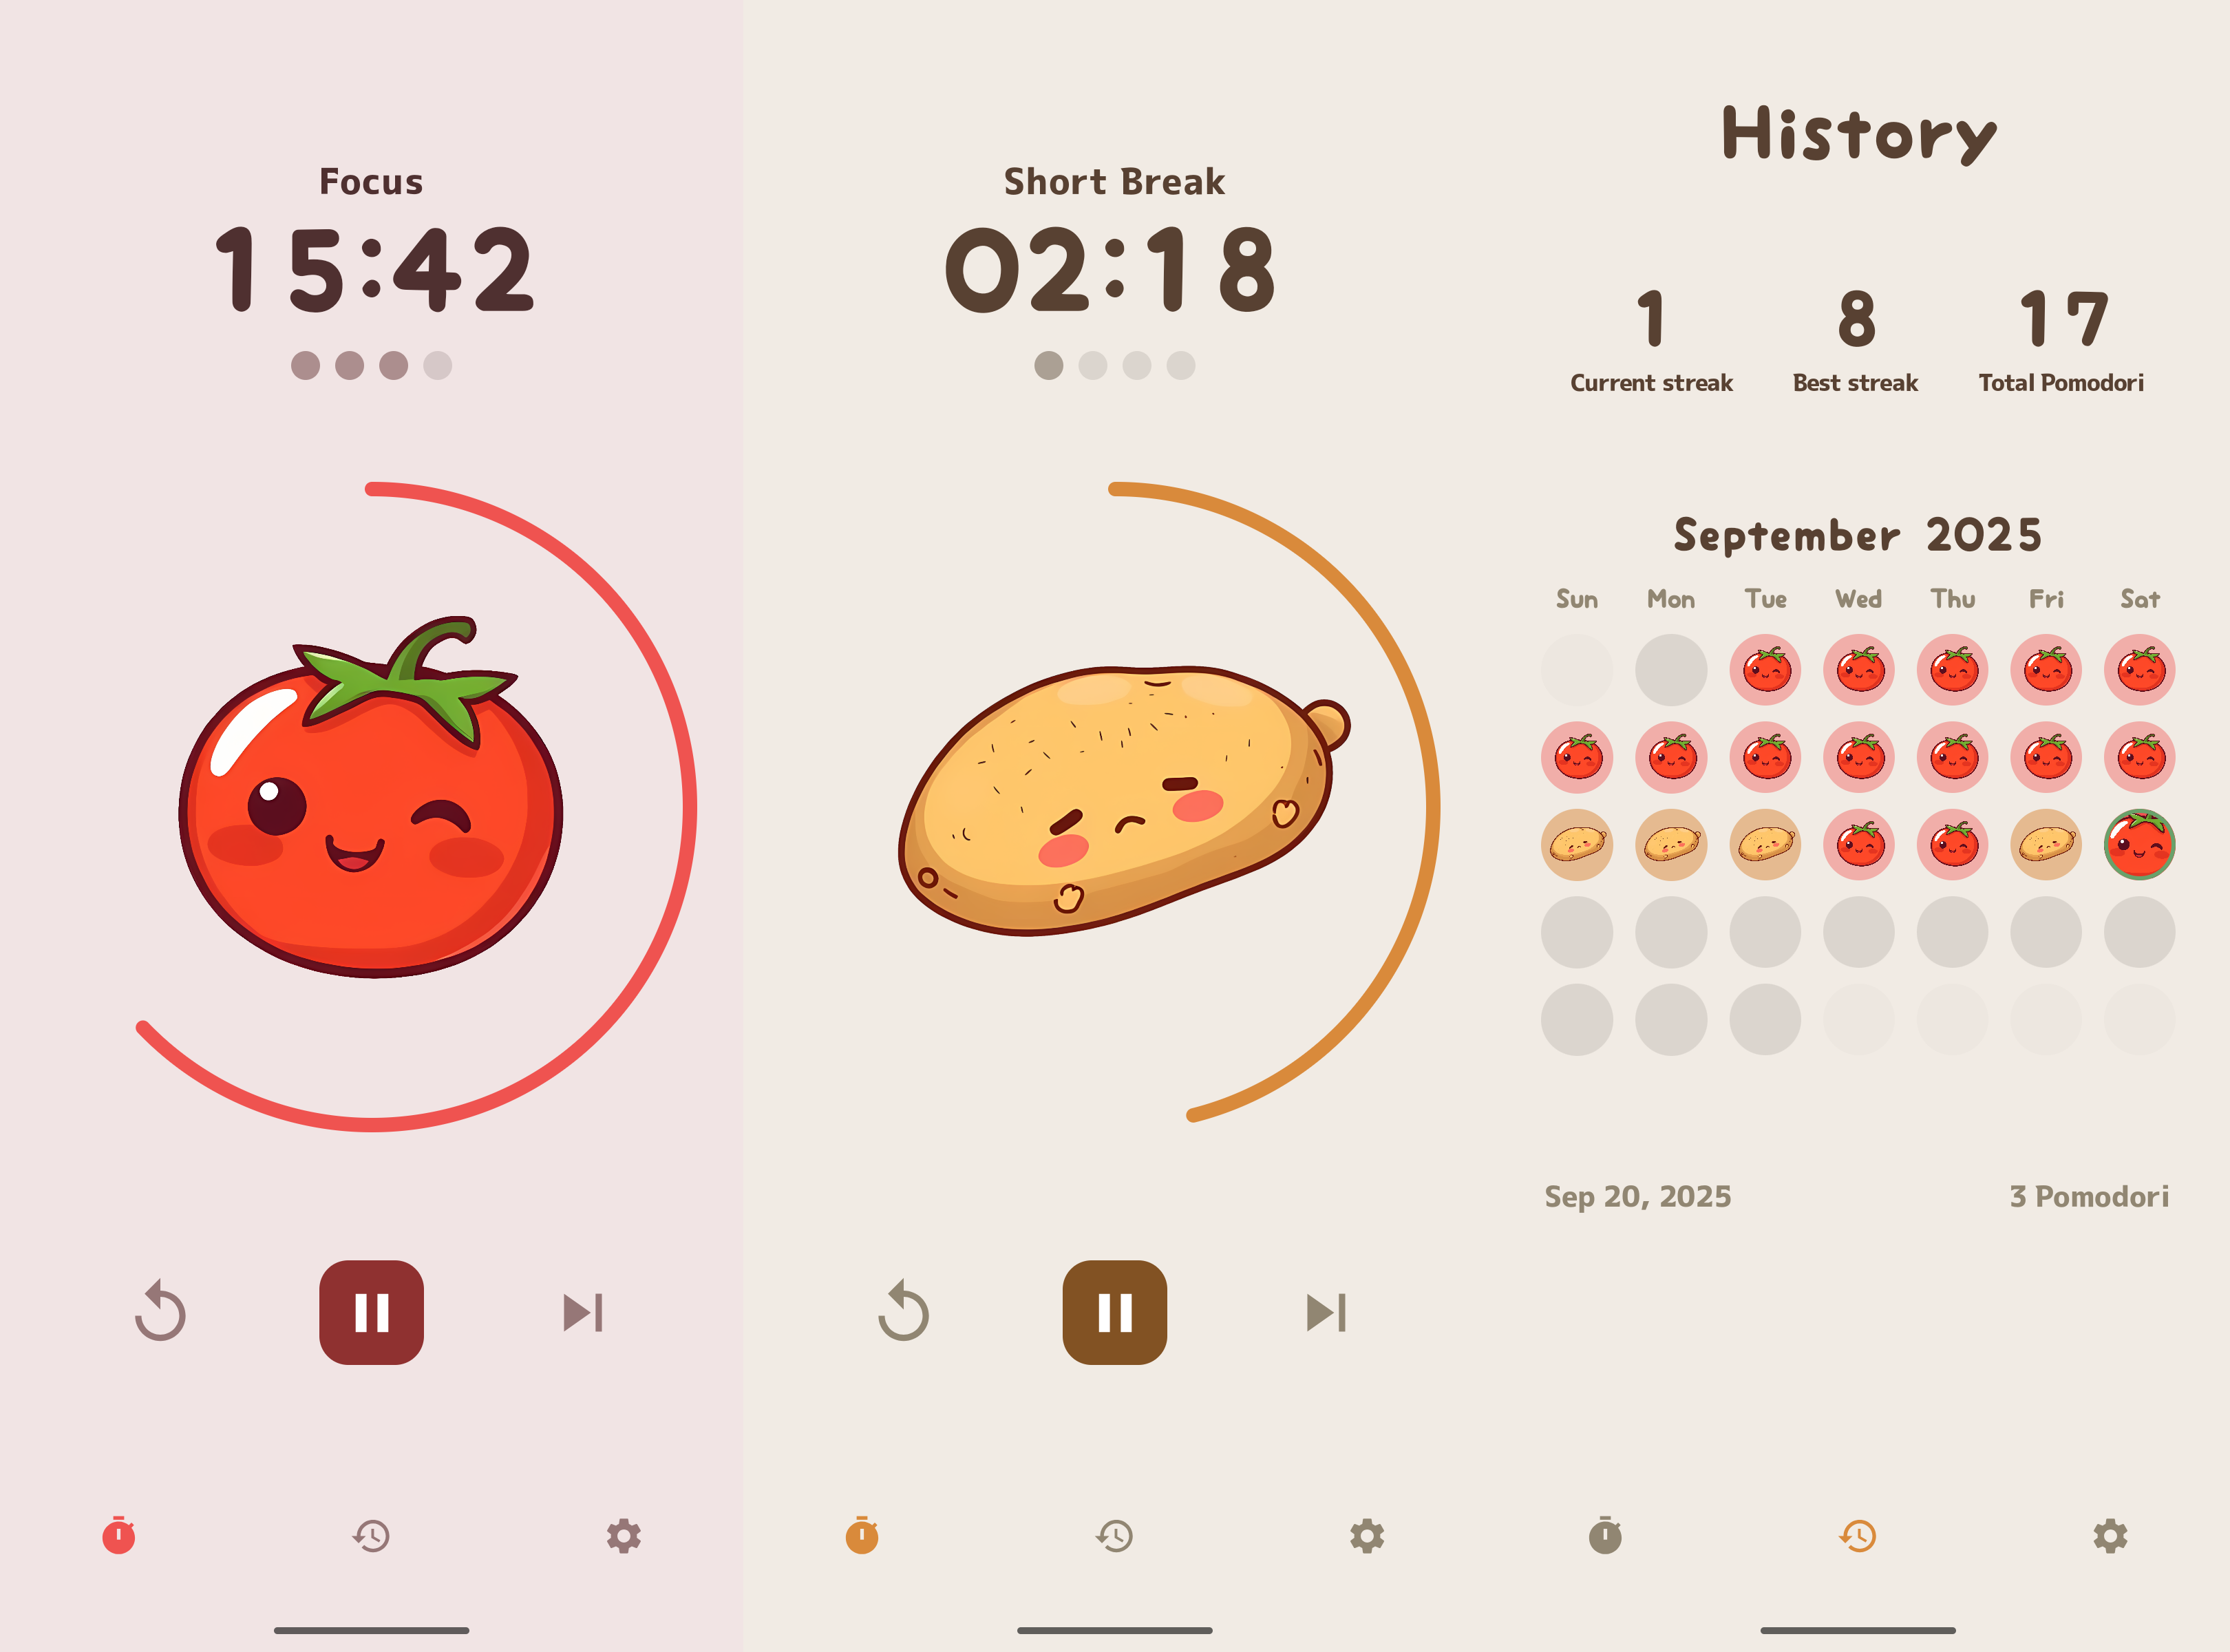 Focus
15:42
Short Break
02:18
History
1 8 17
Current streak Best streak Total Pomodori
September 2025
Sun Mon Tue Wed Thu Fri Sat
Sep 20, 2025 3 Pomodori